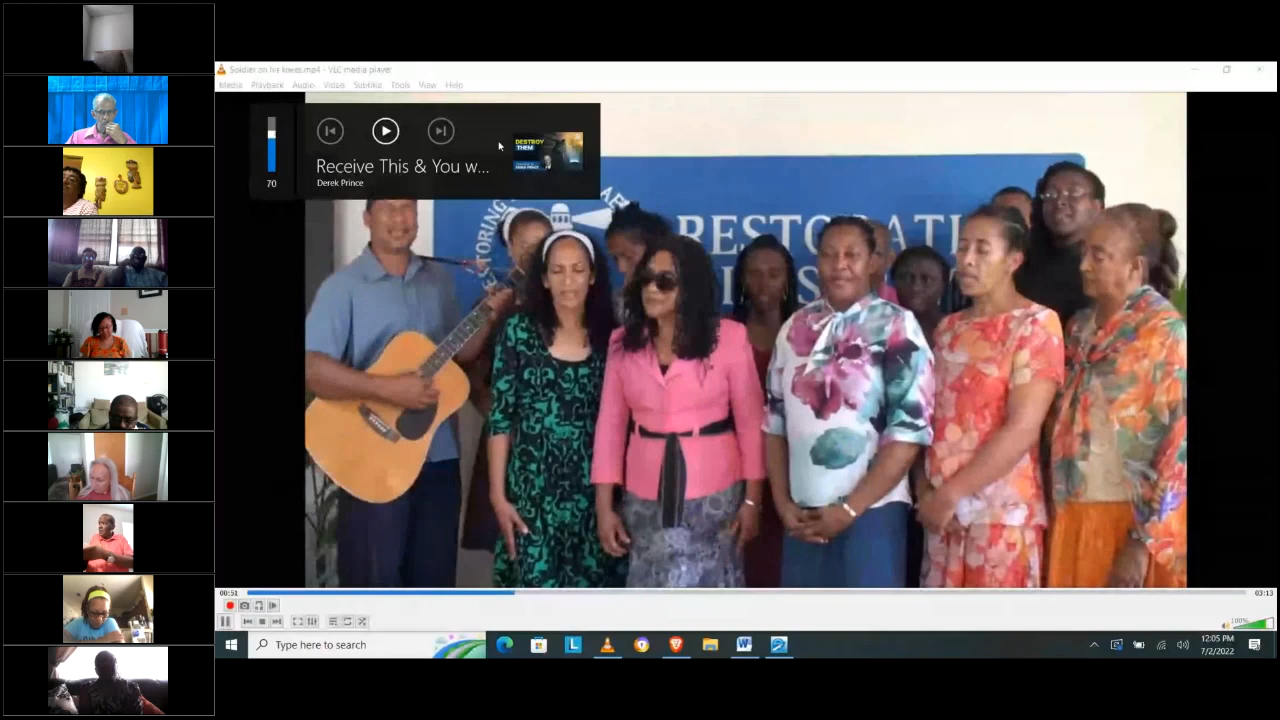 Soldier on his knees.mp4 - VLC media player
Media Playback Audio Video Subtitle Tools View Help
70
Receive This & You w...
Derek Prince
DESTROY
THEM
RESTORATI
00:51
03:13
100%
Type here to search
12:05 PM
7/2/2022